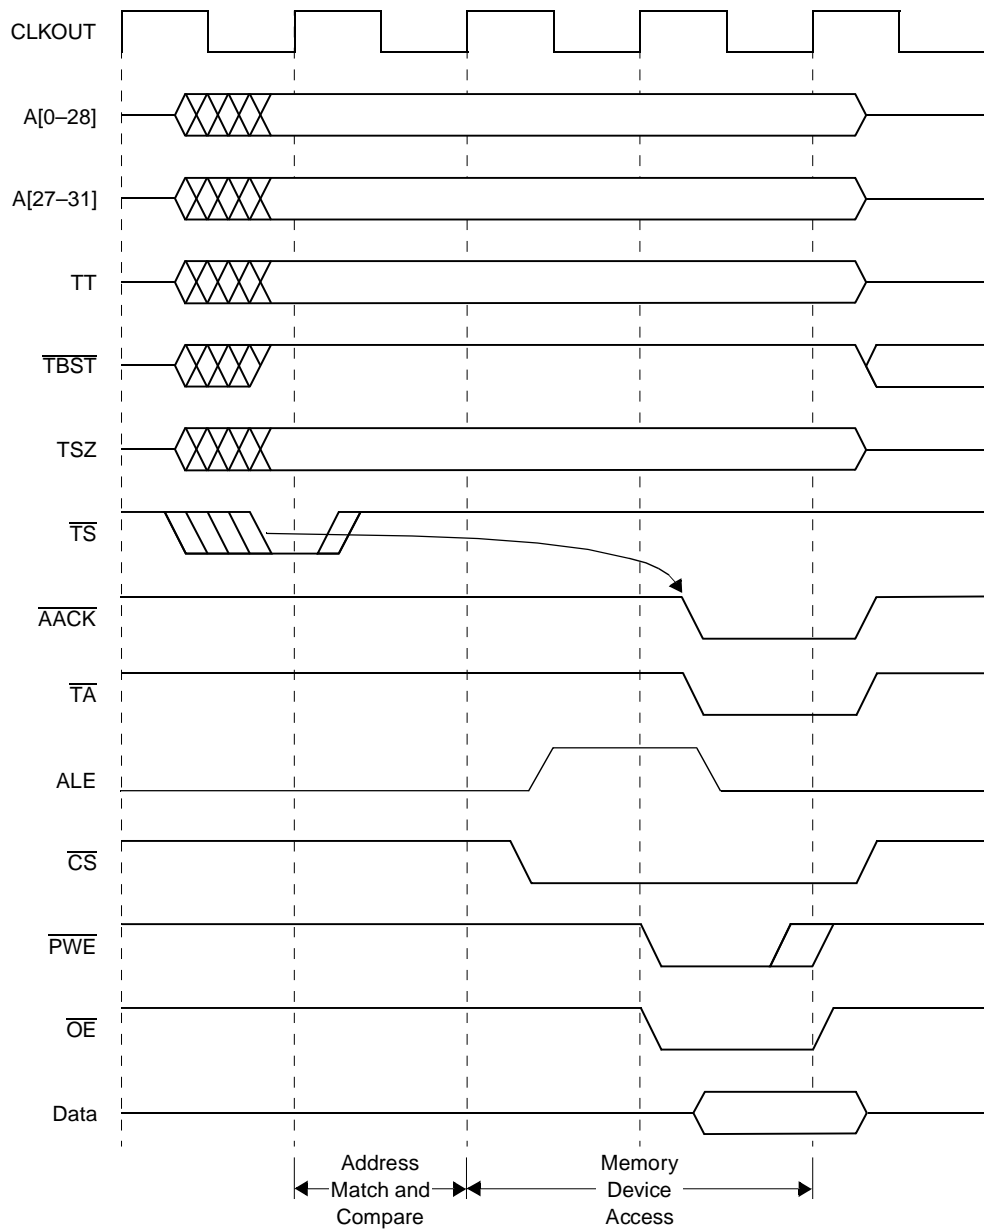 CLKOUT
A[0–28]
A[27–31]
TT
TBST
TSZ
TS
AACK
TA
ALE
CS
PWE
OE
Data
Address
Match and
Compare
Memory
Device
Access